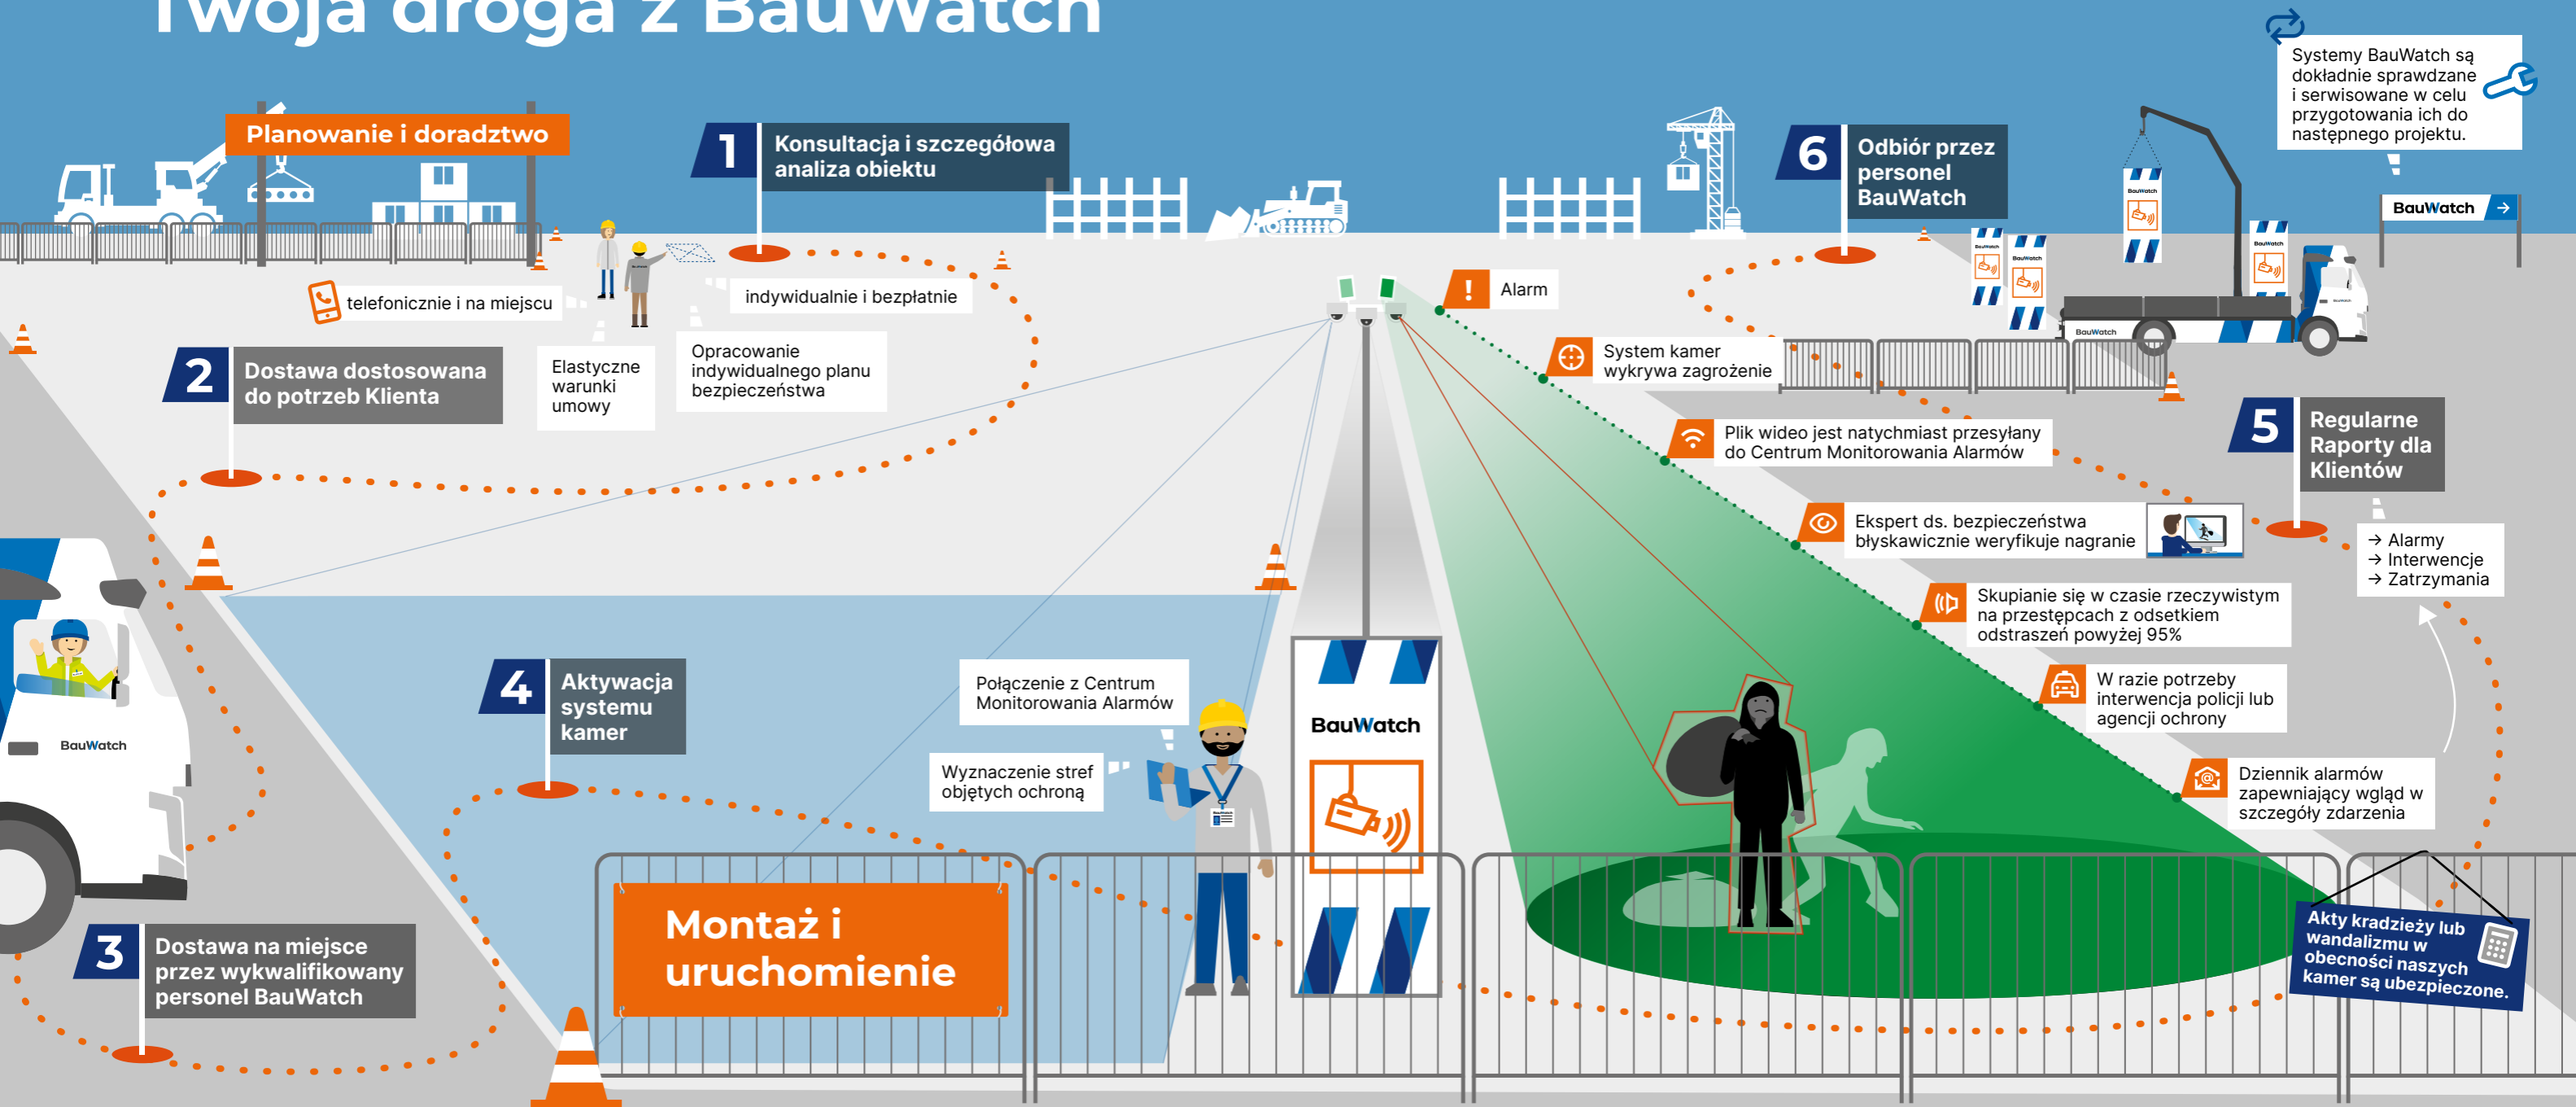 Twoja droga z BauWatch
Systemy BauWatch są
dokładnie sprawdzane
i serwisowane w celu
przygotowania ich do
następnego projektu.
BauWatch
Planowanie i doradztwo
1
Konsultacja i szczegółowa
analiza obiektu
telefonicznie i na miejscu
indywidualnie i bezpłatnie
Elastyczne
warunki
umowy
Opracowanie
indywidualnego planu
bezpieczeństwa
2
Dostawa dostosowana
do potrzeb Klienta
BauWatch
3
Dostawa na miejsce
przez wykwalifikowany
personel BauWatch
4
Aktywacja
systemu
kamer
Połączenie z Centrum
Monitorowania Alarmów
Wyznaczenie stref
objętych ochroną
Montaż i
uruchomienie
BauWatch
! Alarm
System kamer
wykrywa zagrożenie
Plik wideo jest natychmiast przesyłany
do Centrum Monitorowania Alarmów
Ekspert ds. bezpieczeństwa
błyskawicznie weryfikuje nagranie
Skupianie się w czasie rzeczywistym
na przestępcach z odsetkiem
odstraszeń powyżej 95%
W razie potrzeby
interwencja policji lub
agencji ochrony
Dziennik alarmów
zapewniający wgląd w
szczegóły zdarzenia
5
Regularne
Raporty dla
Klientów
→ Alarmy
→ Interwencje
→ Zatrzymania
6
Odbiór przez
personel
BauWatch
BauWatch
BauWatch
BauWatch
BauWatch
BauWatch
Akty kradzieży lub
wandalizmu w
obecności naszych
kamer są ubezpieczone.